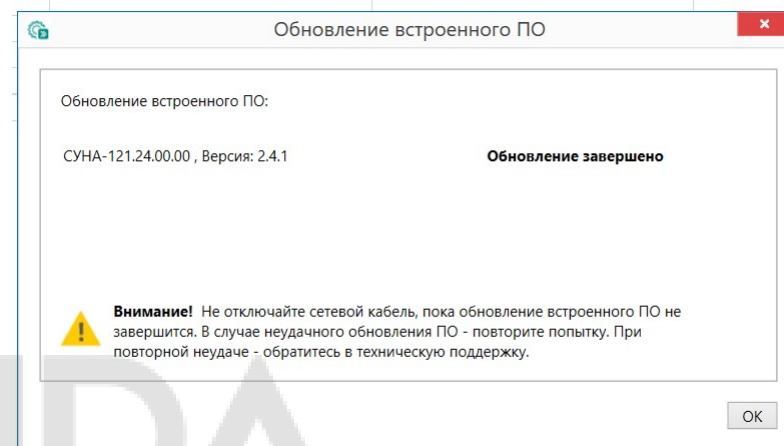 Обновление встроенного ПО
Обновление встроенного ПО:
СУНА-121.24.00.00 , Версия: 2.4.1 Обновление завершено
Внимание! Не отключайте сетевой кабель, пока обновление встроенного ПО не
завершится. В случае неудачного обновления ПО - повторите попытку. При
повторной неудаче - обратитесь в техническую поддержку.
OK